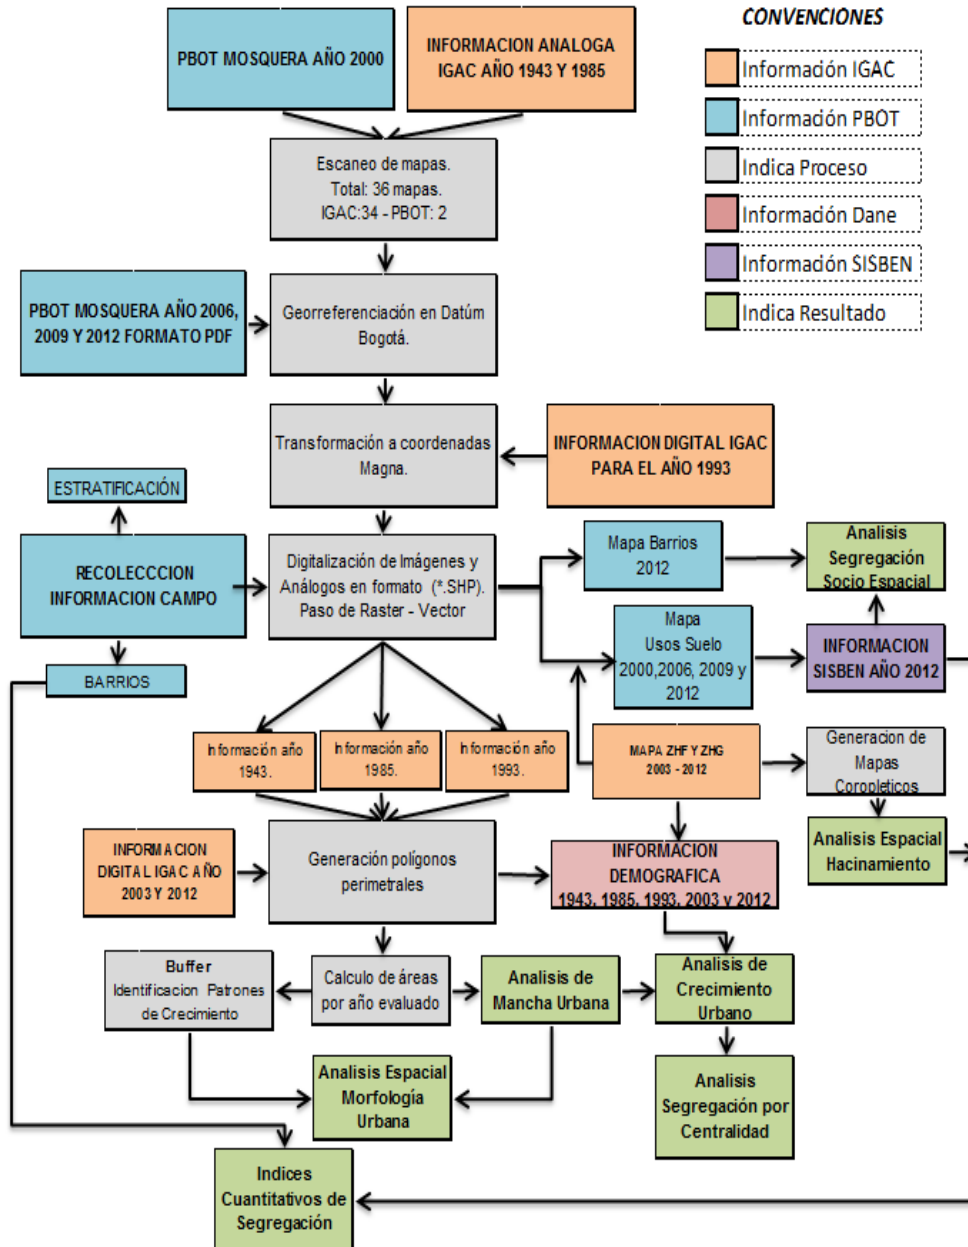 CONVENCIONES
Información IGAC
Información PBOT
Indica Proceso
Información Dane
Información SISBEN
Indica Resultado
PBOT MOSQUERA AÑO 2000
INFORMACION ANALOGA
IGAC AÑO 1943 Y 1985
Escaneo de mapas.
Total: 36 mapas.
IGAC:34 - PBOT: 2
PBOT MOSQUERA AÑO 2006,
2009 Y 2012 FORMATO PDF
Georreferenciación en Datúm
Bogotá.
Transformación a coordenadas
Magna.
INFORMACION DIGITAL IGAC
PARA EL AÑO 1993
ESTRATIFICACIÓN
RECOLECCCION
INFORMACION CAMPO
BARRIOS
Digitalización de Imágenes y
Análogos en formato (*.SHP).
Paso de Raster - Vector
Mapa Barrios
2012
Analisis
Segregación
Socio Espacial
Mapa
Usos Suelo
2000,2006, 2009 y
2012
INFORMACION
SISBEN AÑO 2012
Información año
1943.
Información año
1985.
Información año
1993.
MAPA ZHF Y ZHG
2003 - 2012
Generacion de
Mapas
Coropleticos
INFORMACION
DIGITAL IGAC AÑO
2003 Y 2012
Generación polígonos
perimetrales
INFORMACION
DEMOGRAFICA
1943, 1985, 1993, 2003 y 2012
Analisis Espacial
Hacinamiento
Buffer
Identificacion Patrones
de Crecimiento
Calculo de áreas
por año evaluado
Analisis de
Mancha Urbana
Analisis de
Crecimiento
Urbano
Analisis Espacial
Morfología
Urbana
Analisis
Segregación por
Centralidad
Indices
Cuantitativos de
Segregación